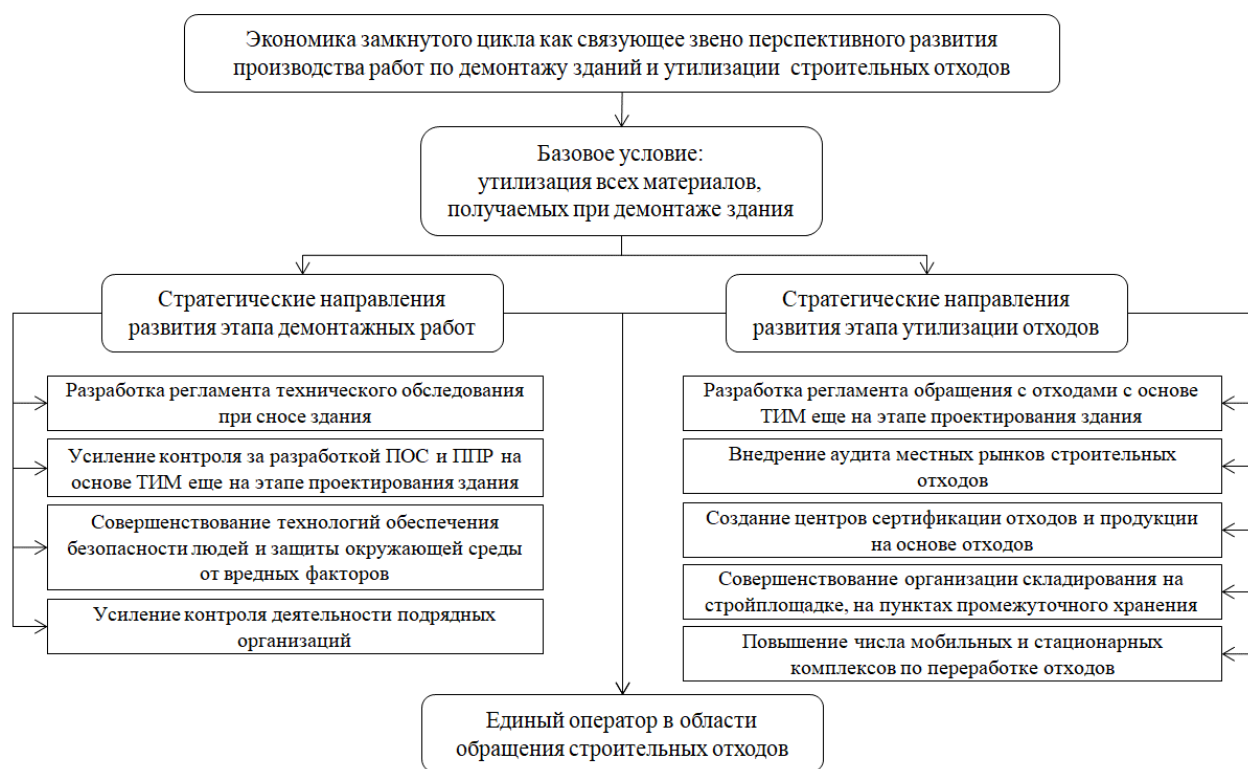 Экономика замкнутого цикла как связующее звено перспективного развития
производства работ по демонтажу зданий и утилизации строительных отходов
Базовое условие:
утилизация всех материалов,
получаемых при демонтаже здания
Стратегические направления
развития этапа демонтажных работ
Стратегические направления
развития этапа утилизации отходов
Разработка регламента технического обследования
при сносе здания
Усиление контроля за разработкой ПОС и ППР на
основе ТИМ еще на этапе проектирования здания
Совершенствование технологий обеспечения
безопасности людей и защиты окружающей среды
от вредных факторов
Усиление контроля деятельности подрядных
организаций
Разработка регламента обращения с отходами с основе
ТИМ еще на этапе проектирования здания
Внедрение аудита местных рынков строительных
отходов
Создание центров сертификации отходов и продукции
на основе отходов
Совершенствование организации складирования на
стройплощадке, на пунктах промежуточного хранения
Повышение числа мобильных и стационарных
комплексов по переработке отходов
Единый оператор в области
обращения строительных отходов